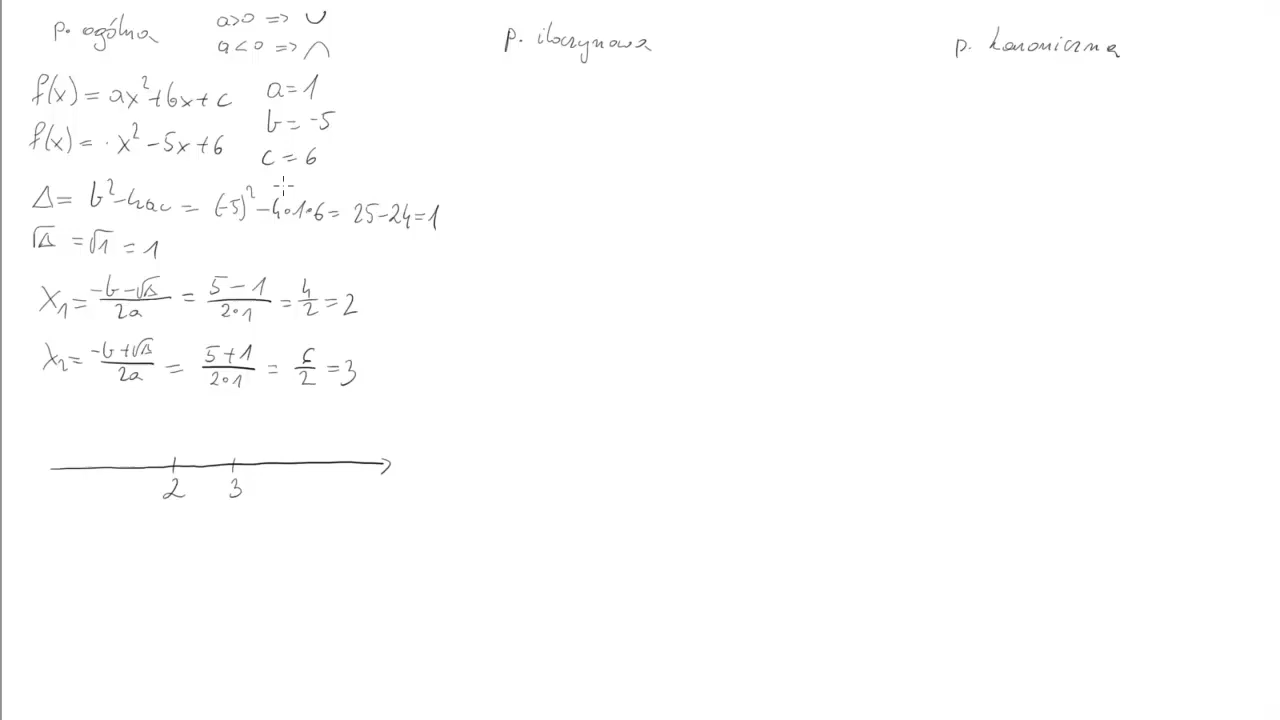 p. ogólna
a>0 => ∪
a<0 => ∩
p. iloczynowa
p. kanoniczna
f(x) = ax²+bx+c
a=1
b=-5
f(x) = x²-5x+6
c=6
Δ= b²-4ac = (-5)²-4·1·6= 25-24=1
√Δ =√1 =1
x₁= (-b-√Δ)/2a = (5-1)/2·1 = 4/2 =2
x₂= (-b+√Δ)/2a = (5+1)/2·1 = 6/2 =3
2 3